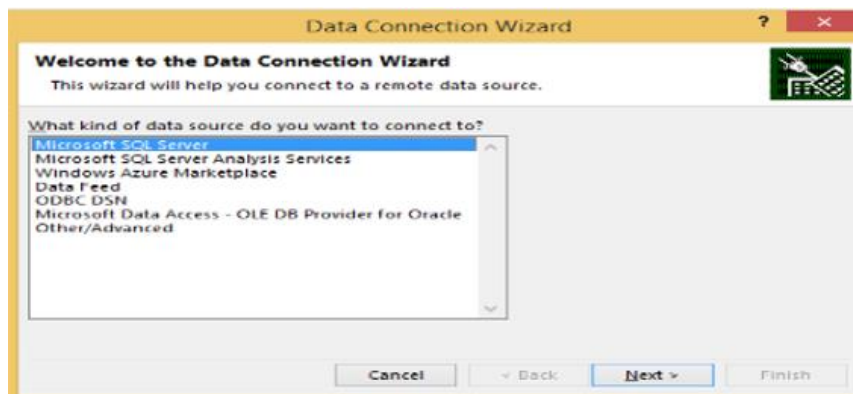 Data Connection Wizard
?
Welcome to the Data Connection Wizard
This wizard will help you connect to a remote data source.
What kind of data source do you want to connect to?
Microsoft SQL Server
Microsoft SQL Server Analysis Services
Windows Azure Marketplace
Data Feed
ODBC DSN
Microsoft Data Access - OLE DB Provider for Oracle
Other/Advanced
Cancel < Back Next > Finish